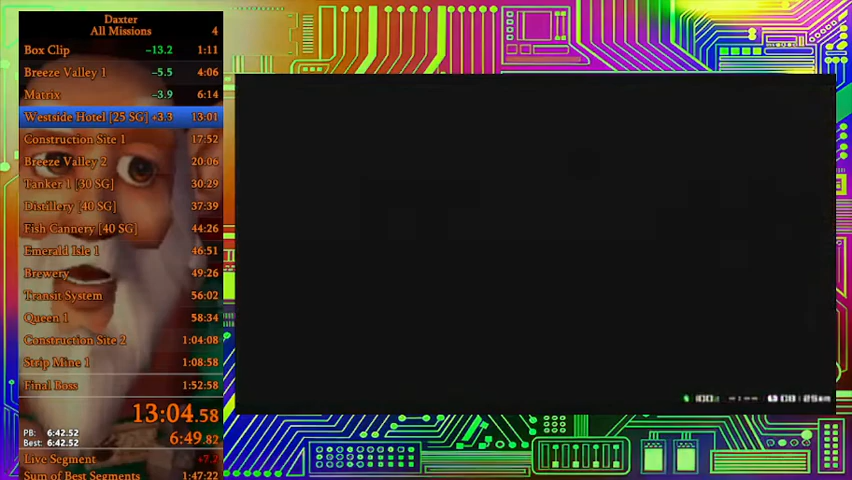 Daxter
All Missions 4
Box Clip -13.2 1:11
Breeze Valley 1 -5.5 4:06
Matrix -3.9 6:14
Westside Hotel [25 SG] +3.3 13:01
Construction Site 1 17:52
Breeze Valley 2 20:06
Tanker 1 [30 SG] 30:29
Distillery [40 SG] 37:39
Fish Cannery [40 SG] 44:26
Emerald Isle 1 46:51
Brewery 49:26
Transit System 56:02
Queen 1 58:34
Construction Site 2 1:04:08
Strip Mine 1 1:08:58
Final Boss 1:52:58
13:04.58
PB: 6:42.52
Best: 6:42.52
6:49.82
Live Segment +7.2
Sum of Best Segments 1:47:22